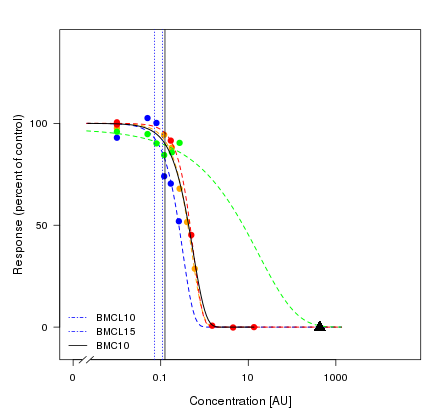 Response (percent of control)
100
50
0
BMCL10
BMCL15
BMC10
0
0.1
10
1000
Concentration [AU]